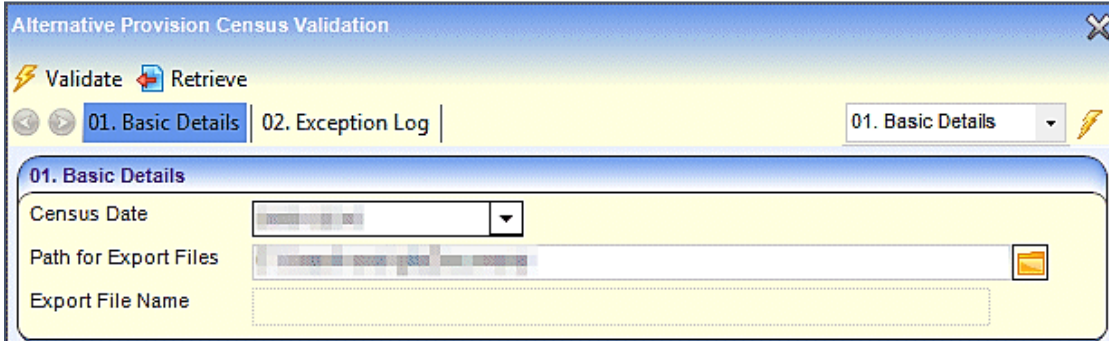 Alternative Provision Census Validation
Validate Retrieve
01. Basic Details 02. Exception Log 01. Basic Details
01. Basic Details
Census Date
Path for Export Files
Export File Name